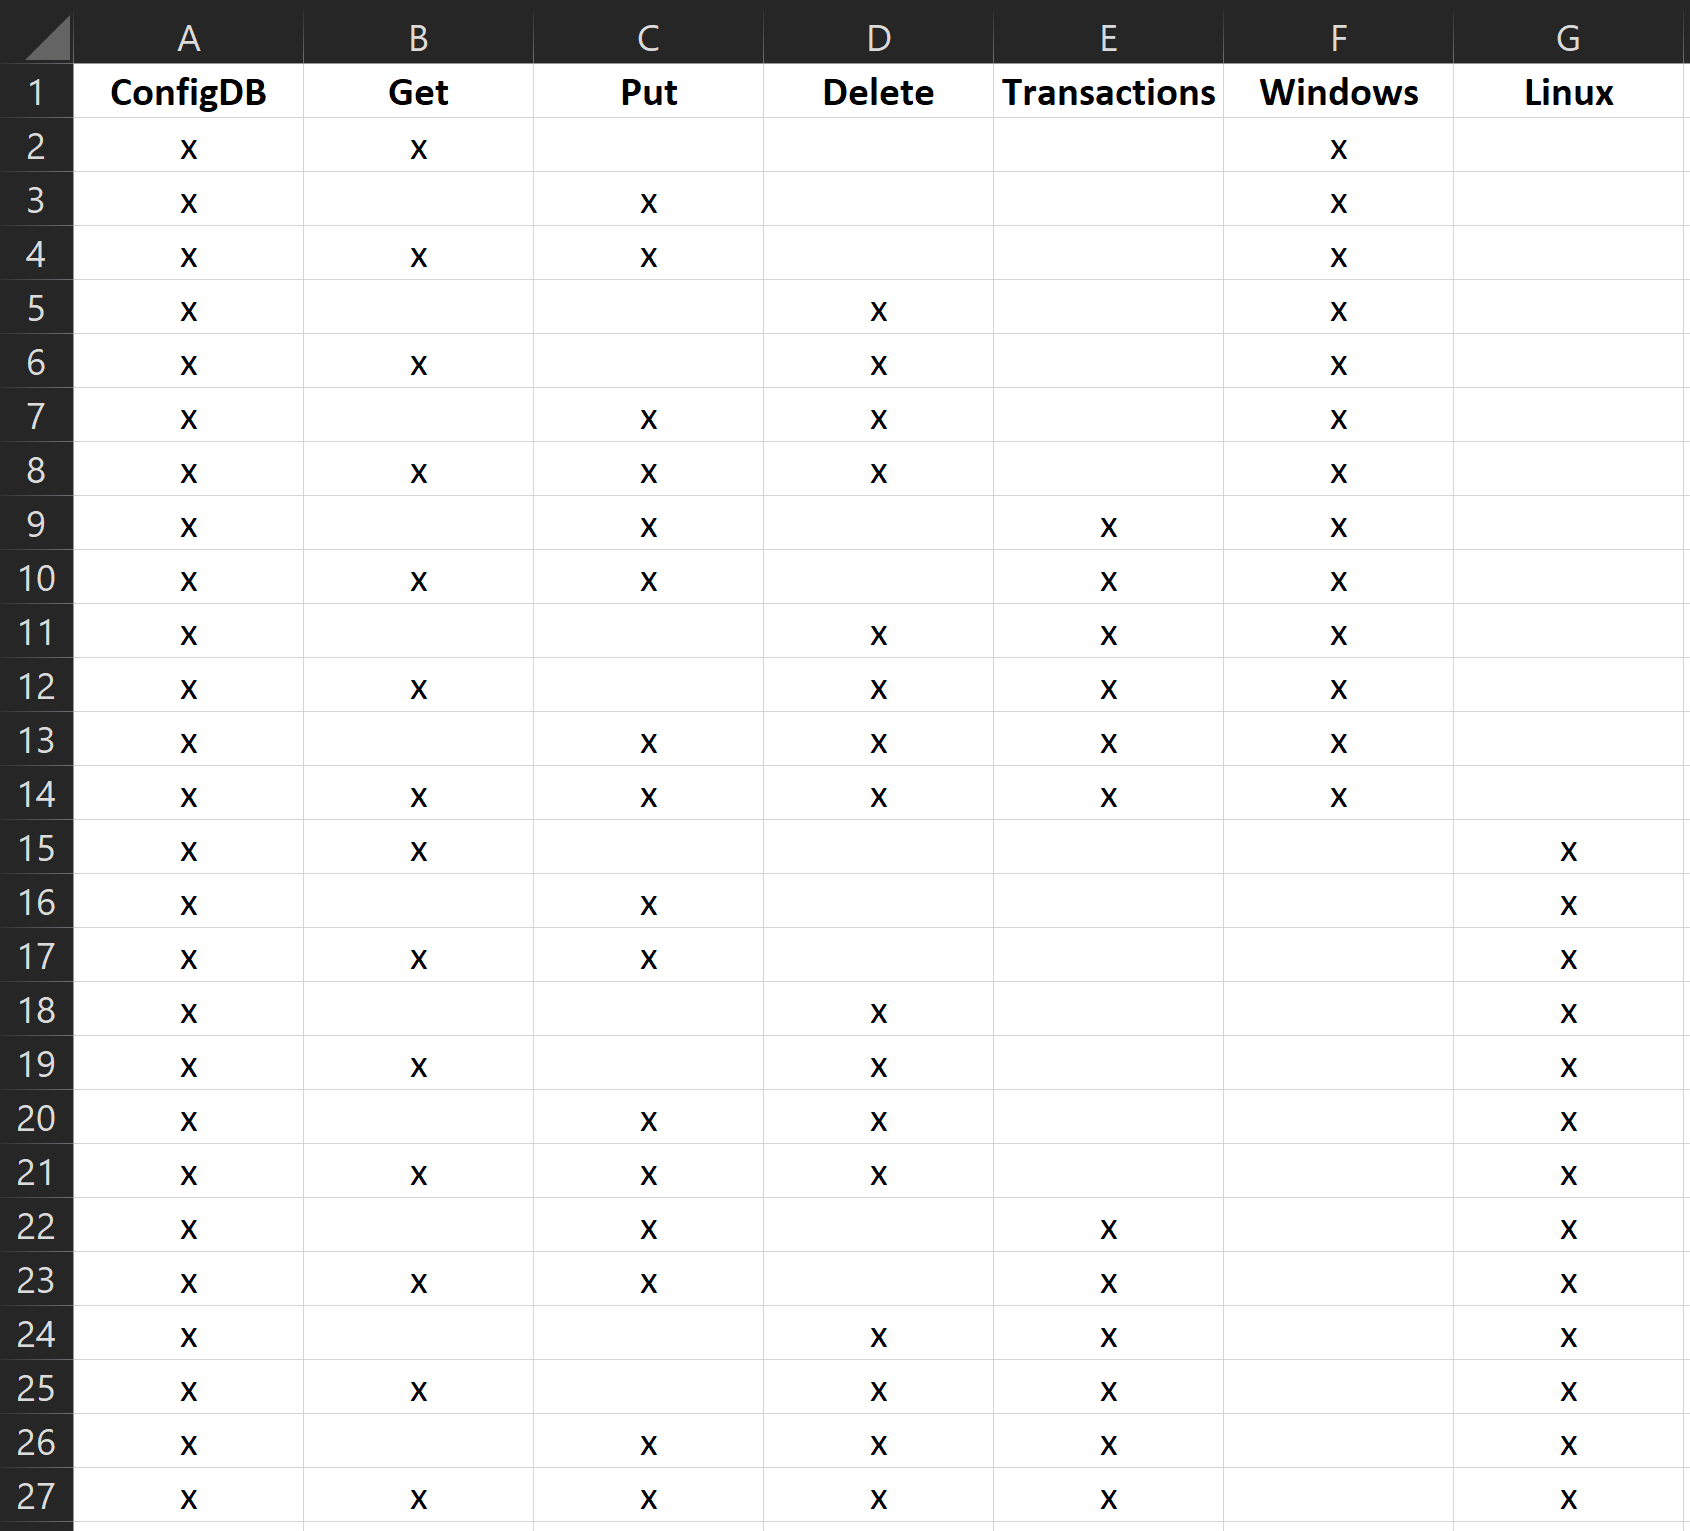 A B C D E F G
1 ConfigDB Get Put Delete Transactions Windows Linux
2 x x x
3 x x x
4 x x x x
5 x x x
6 x x x x
7 x x x x
8 x x x x x
9 x x x x
10 x x x x x
11 x x x x
12 x x x x x
13 x x x x x
14 x x x x x x
15 x x x
16 x x x
17 x x x x
18 x x x
19 x x x x
20 x x x x
21 x x x x x
22 x x x x
23 x x x x x
24 x x x x
25 x x x x x
26 x x x x x
27 x x x x x x